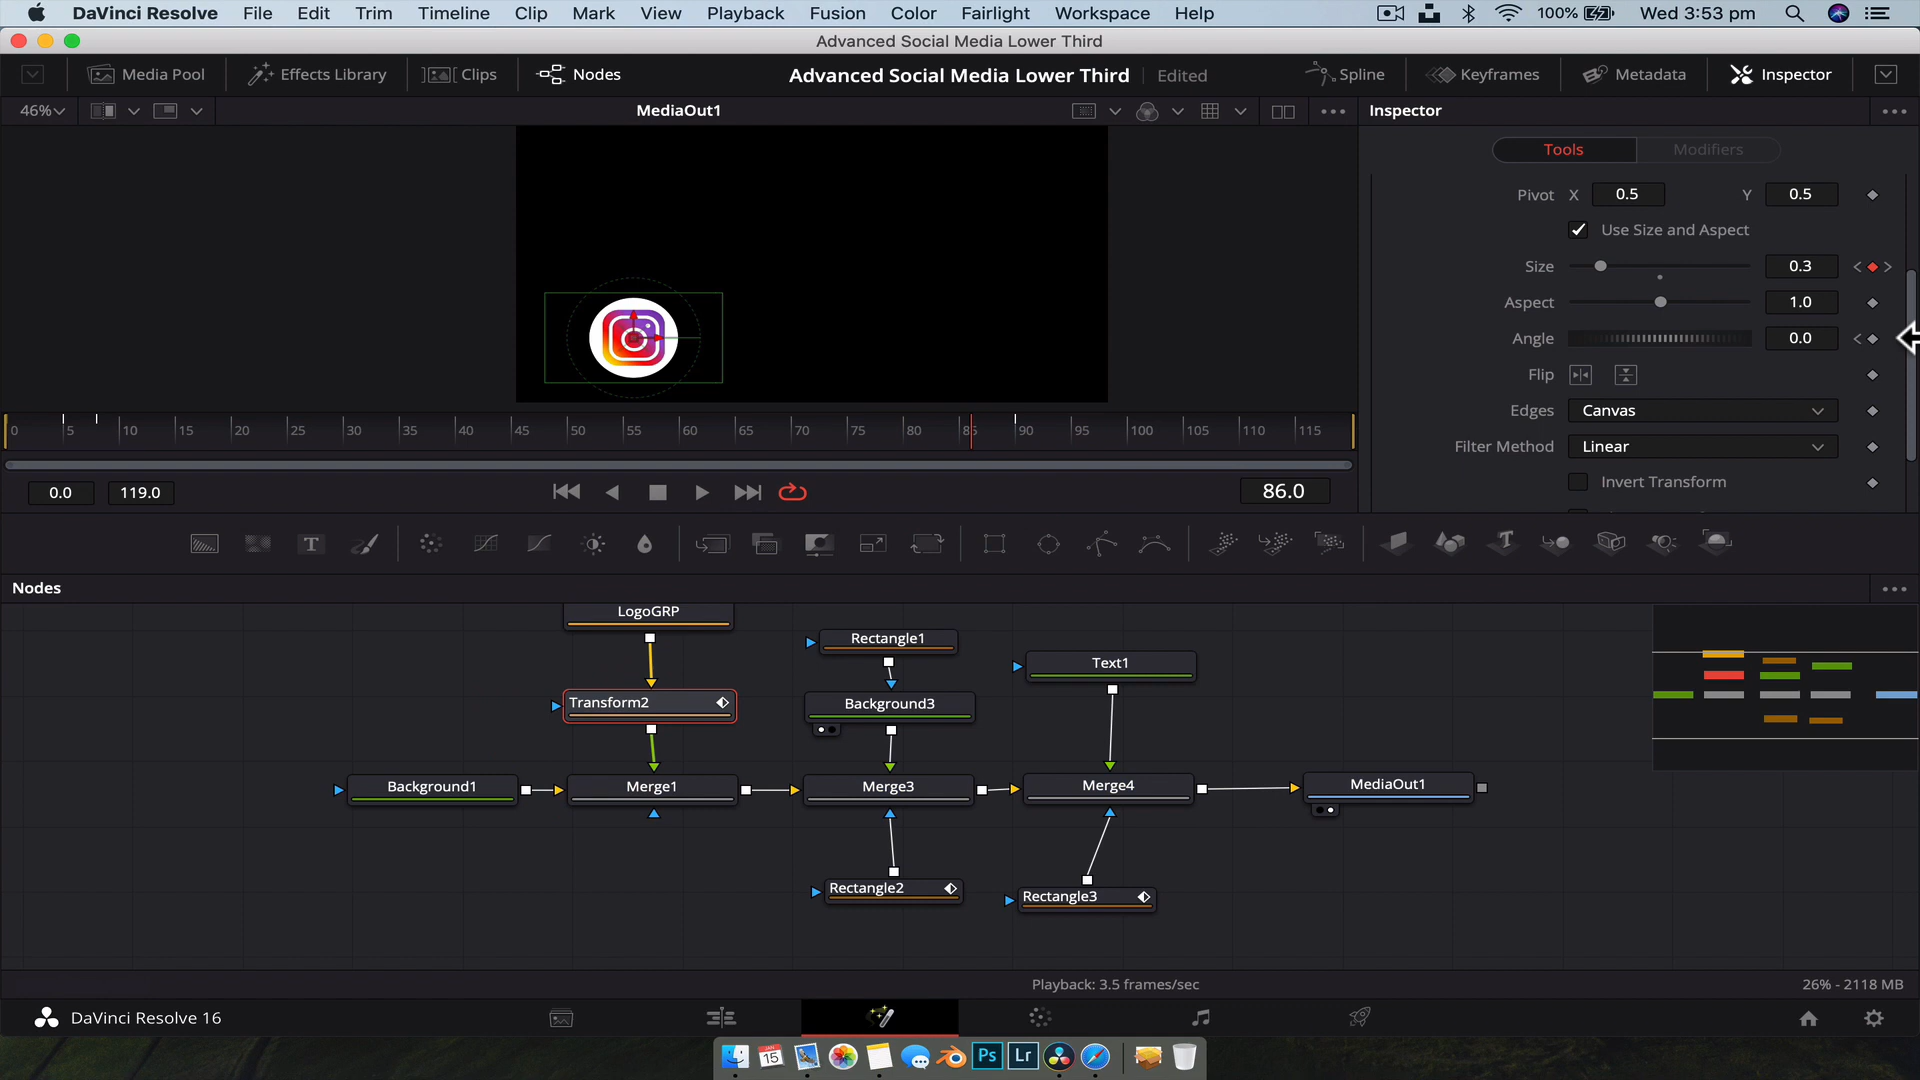 DaVinci Resolve File Edit Trim Timeline Clip Mark View Playback Fusion Color Fairlight Workspace Help 100% Wed 3:53 pm
Advanced Social Media Lower Third
Media Pool Effects Library Clips Nodes Advanced Social Media Lower Third Edited Spline Keyframes Metadata Inspector
46% MediaOut1 Inspector
Tools Modifiers
Pivot X 0.5 Y 0.5
Use Size and Aspect
Size 0.3
Aspect 1.0
Angle 0.0
Flip
Edges Canvas
Filter Method Linear
Invert Transform
0 5 10 15 20 25 30 35 40 45 50 55 60 65 70 75 80 85 90 95 100 105 110 115
0.0 119.0 86.0
T
Nodes
LogoGRP
Rectangle1
Text1
Transform2
Background3
Background1
Merge1
Merge3
Merge4
MediaOut1
Rectangle2
Rectangle3
Playback: 3.5 frames/sec 26% - 2118 MB
DaVinci Resolve 16
JAN 15 Ps Lr